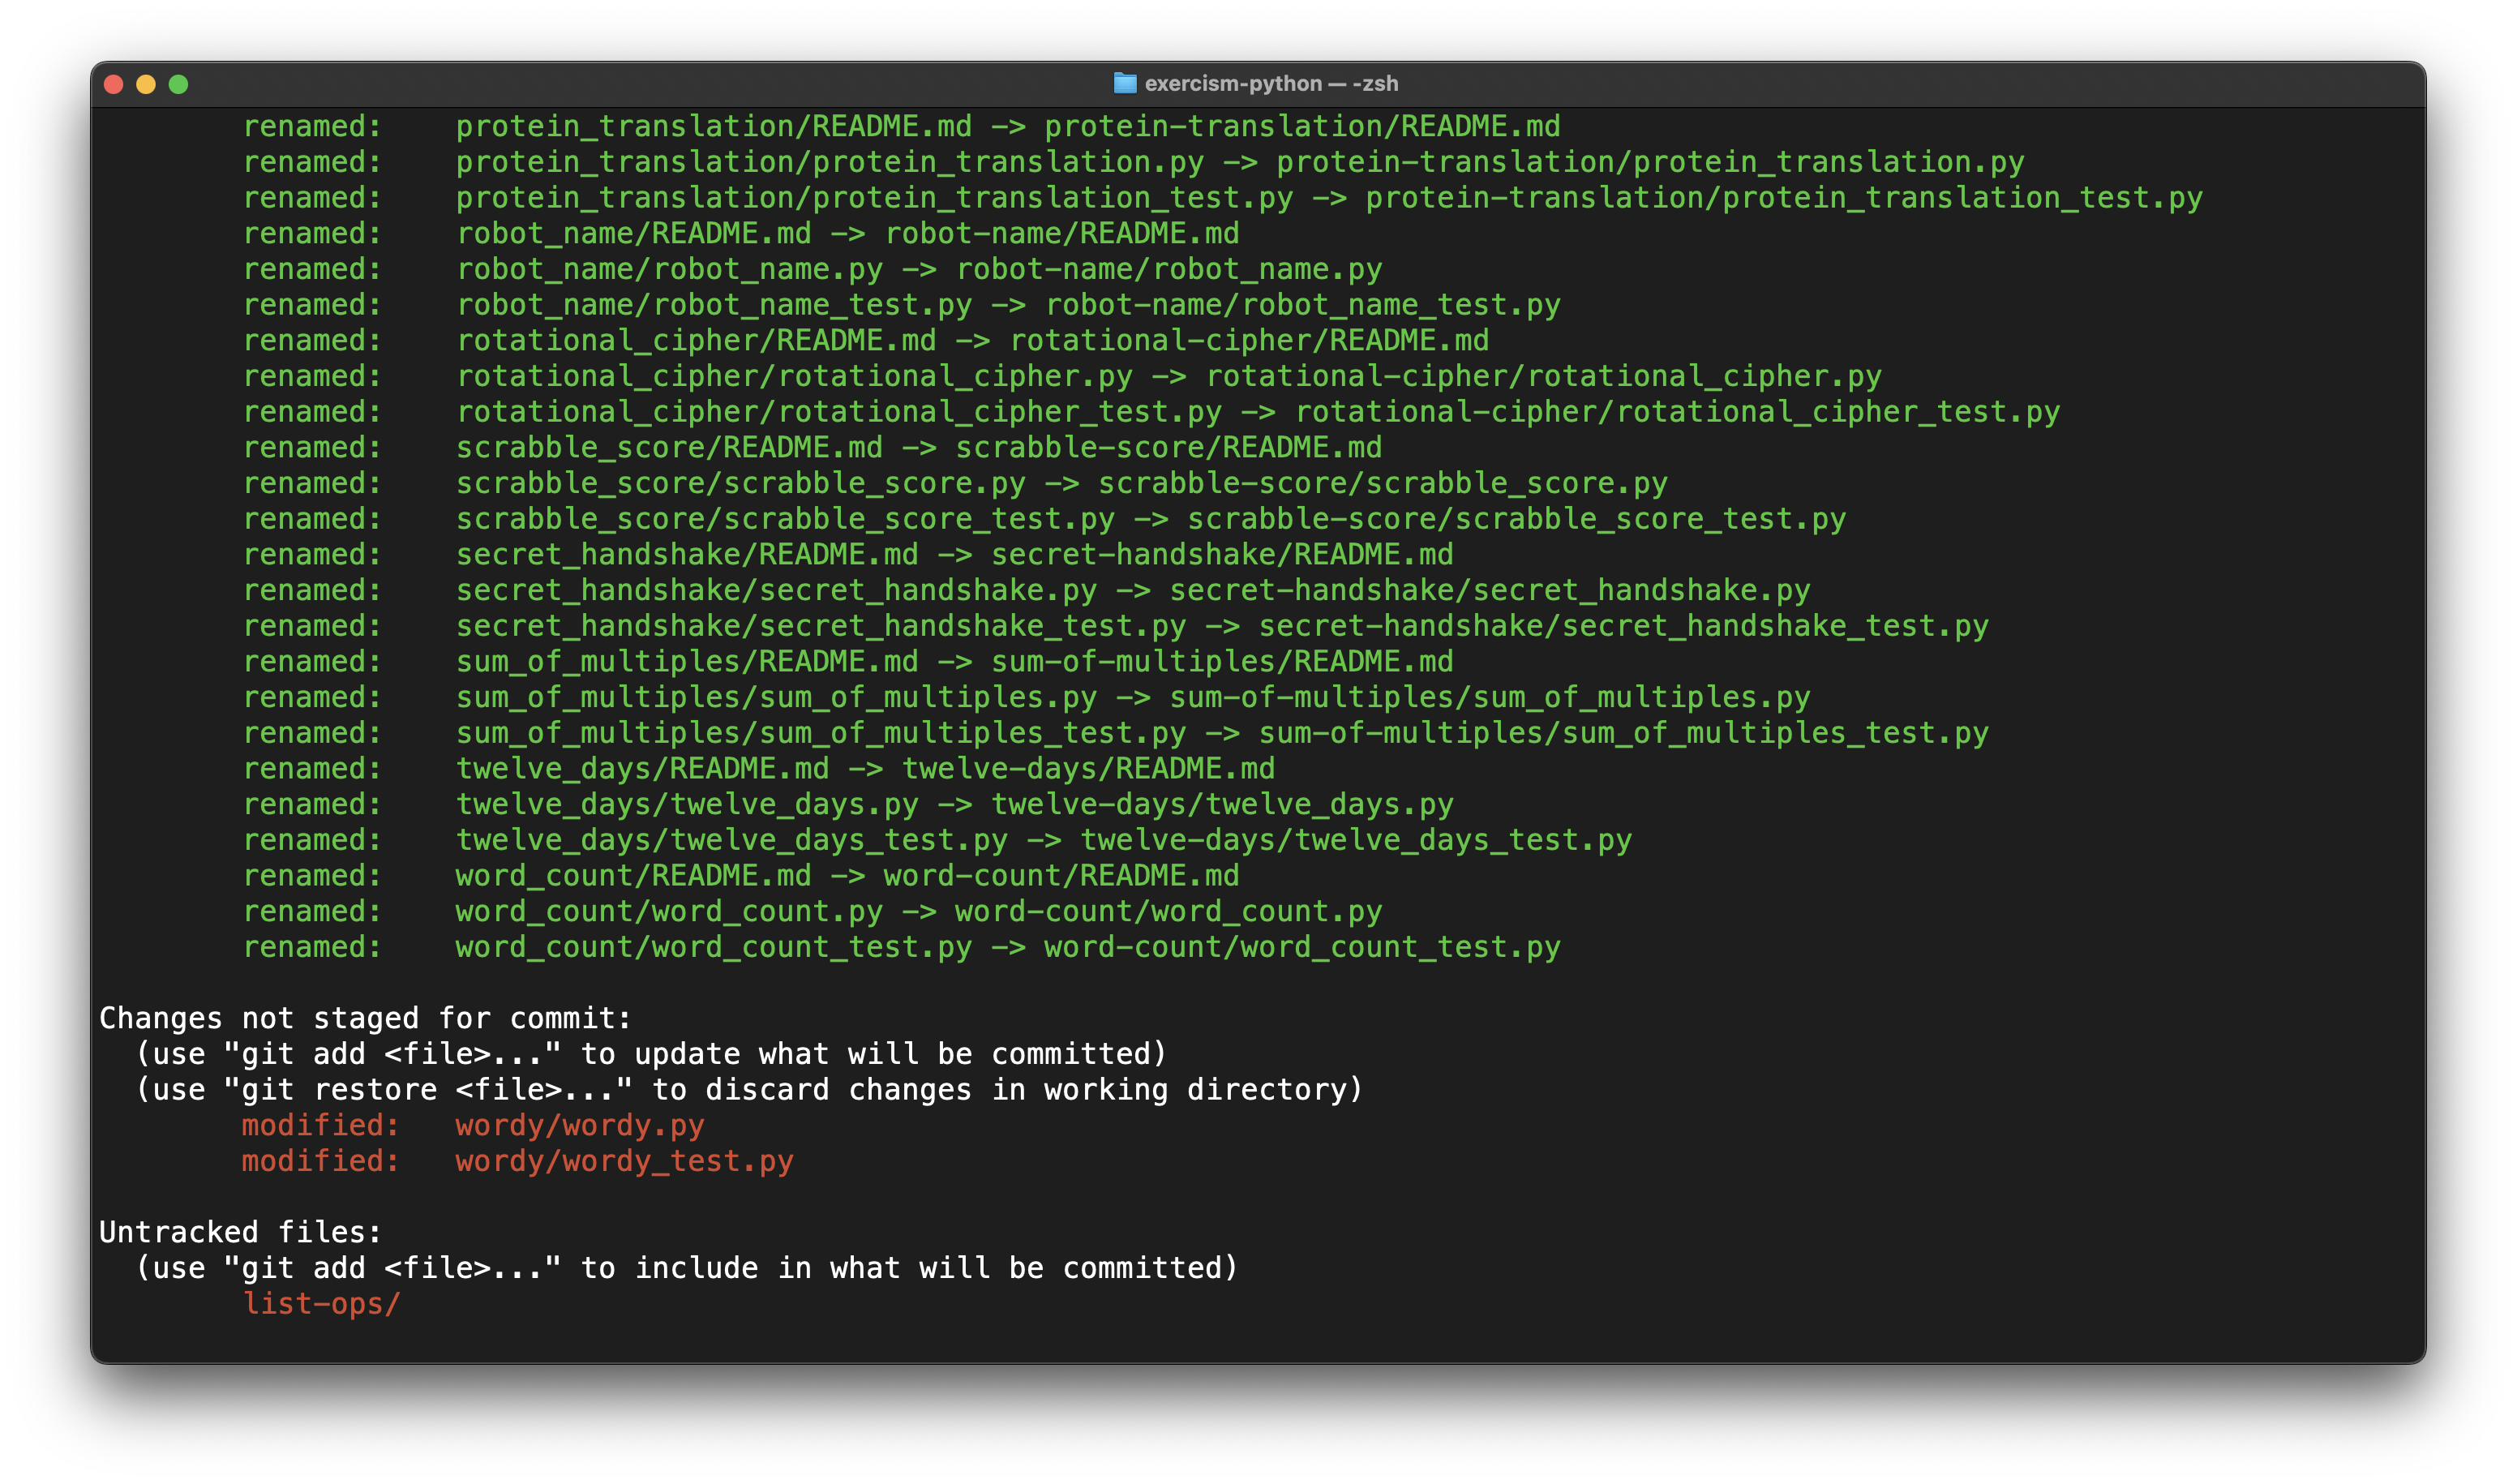 exercism-python — -zsh
renamed:    protein_translation/README.md -> protein-translation/README.md
renamed:    protein_translation/protein_translation.py -> protein-translation/protein_translation.py
renamed:    protein_translation/protein_translation_test.py -> protein-translation/protein_translation_test.py
renamed:    robot_name/README.md -> robot-name/README.md
renamed:    robot_name/robot_name.py -> robot-name/robot_name.py
renamed:    robot_name/robot_name_test.py -> robot-name/robot_name_test.py
renamed:    rotational_cipher/README.md -> rotational-cipher/README.md
renamed:    rotational_cipher/rotational_cipher.py -> rotational-cipher/rotational_cipher.py
renamed:    rotational_cipher/rotational_cipher_test.py -> rotational-cipher/rotational_cipher_test.py
renamed:    scrabble_score/README.md -> scrabble-score/README.md
renamed:    scrabble_score/scrabble_score.py -> scrabble-score/scrabble_score.py
renamed:    scrabble_score/scrabble_score_test.py -> scrabble-score/scrabble_score_test.py
renamed:    secret_handshake/README.md -> secret-handshake/README.md
renamed:    secret_handshake/secret_handshake.py -> secret-handshake/secret_handshake.py
renamed:    secret_handshake/secret_handshake_test.py -> secret-handshake/secret_handshake_test.py
renamed:    sum_of_multiples/README.md -> sum-of-multiples/README.md
renamed:    sum_of_multiples/sum_of_multiples.py -> sum-of-multiples/sum_of_multiples.py
renamed:    sum_of_multiples/sum_of_multiples_test.py -> sum-of-multiples/sum_of_multiples_test.py
renamed:    twelve_days/README.md -> twelve-days/README.md
renamed:    twelve_days/twelve_days.py -> twelve-days/twelve_days.py
renamed:    twelve_days/twelve_days_test.py -> twelve-days/twelve_days_test.py
renamed:    word_count/README.md -> word-count/README.md
renamed:    word_count/word_count.py -> word-count/word_count.py
renamed:    word_count/word_count_test.py -> word-count/word_count_test.py
Changes not staged for commit:
(use "git add <file>..." to update what will be committed)
(use "git restore <file>..." to discard changes in working directory)
modified:   wordy/wordy.py
modified:   wordy/wordy_test.py
Untracked files:
(use "git add <file>..." to include in what will be committed)
list-ops/